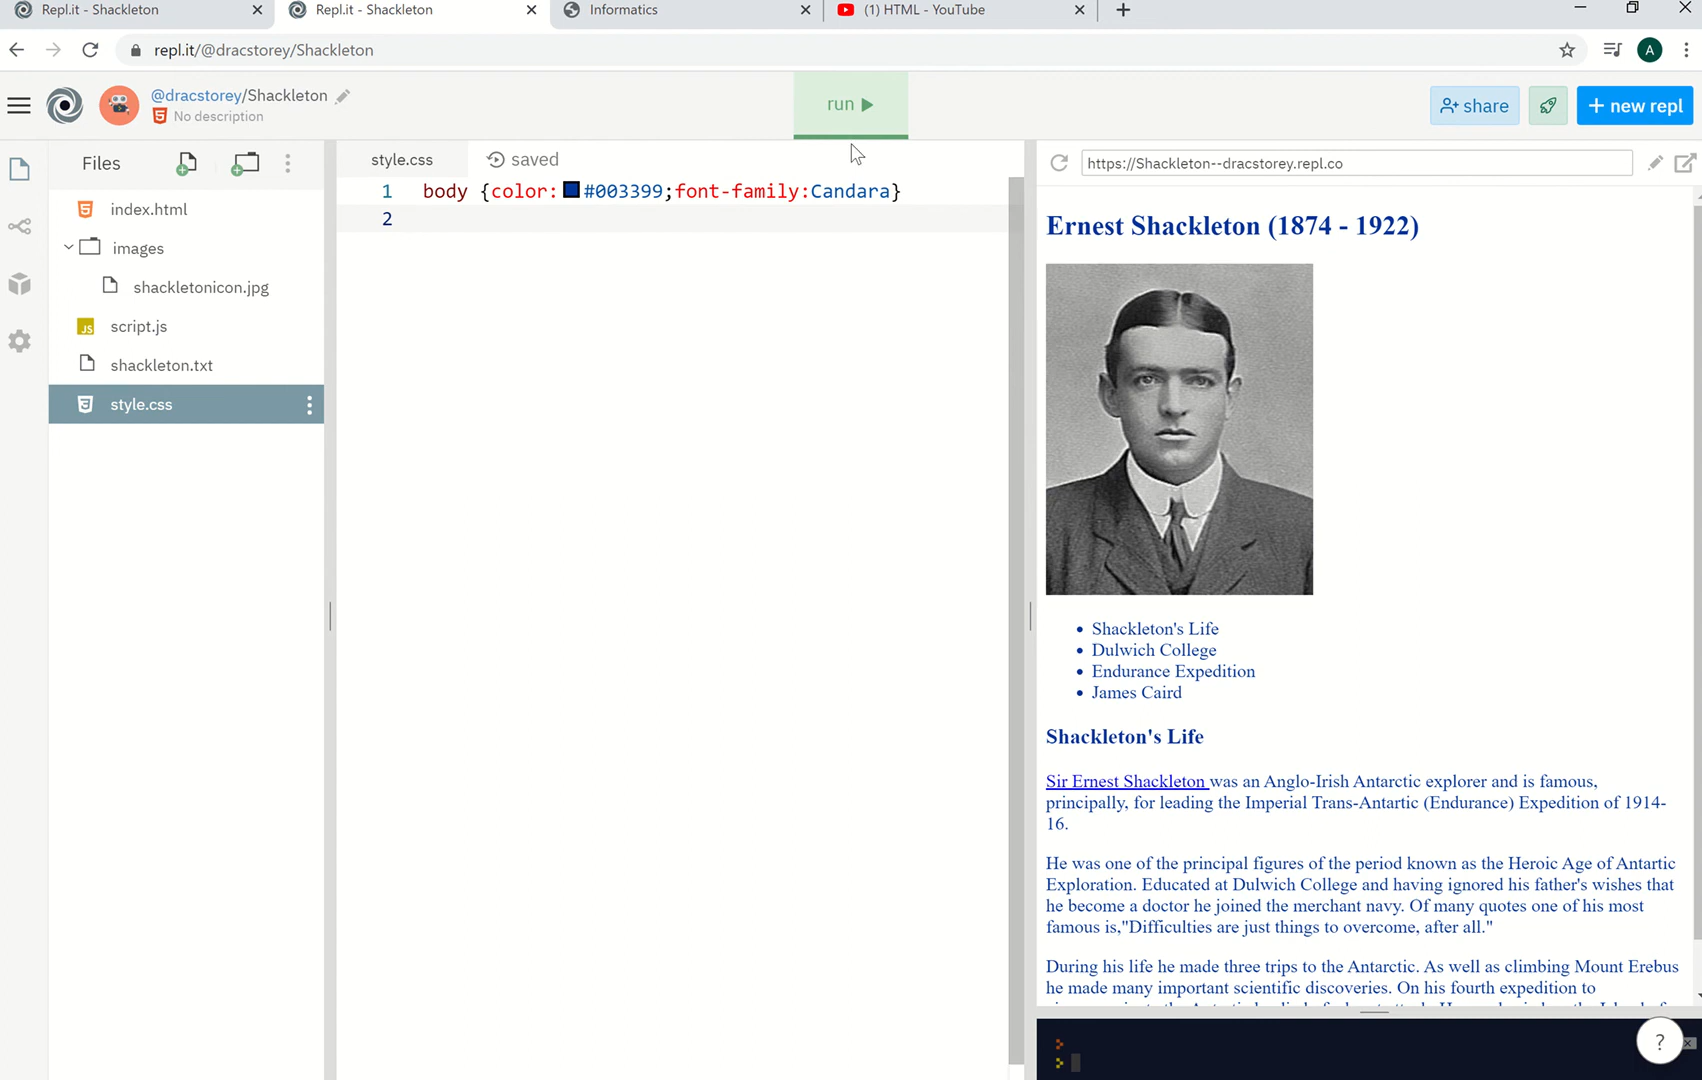 Repl.it - Shackleton
Repl.it - Shackleton
Informatics
(1) HTML - YouTube
repl.it/@dracstorey/Shackleton
A
@dracstorey/Shackleton
No description
run
share
+ new repl
Files
index.html
images
shackletonicon.jpg
script.js
shackleton.txt
style.css
style.css
saved
1 body {color:#003399;font-family:Candara}
2
https://Shackleton--dracstorey.repl.co
Ernest Shackleton (1874 - 1922)
• Shackleton's Life
• Dulwich College
• Endurance Expedition
• James Caird
Shackleton's Life
Sir Ernest Shackleton was an Anglo-Irish Antarctic explorer and is famous,
principally, for leading the Imperial Trans-Antartic (Endurance) Expedition of 1914-
16.
He was one of the principal figures of the period known as the Heroic Age of Antartic
Exploration. Educated at Dulwich College and having ignored his father's wishes that
he become a doctor he joined the merchant navy. Of many quotes one of his most
famous is,"Difficulties are just things to overcome, after all."
During his life he made three trips to the Antarctic. As well as climbing Mount Erebus
he made many important scientific discoveries. On his fourth expedition to
>
>
?